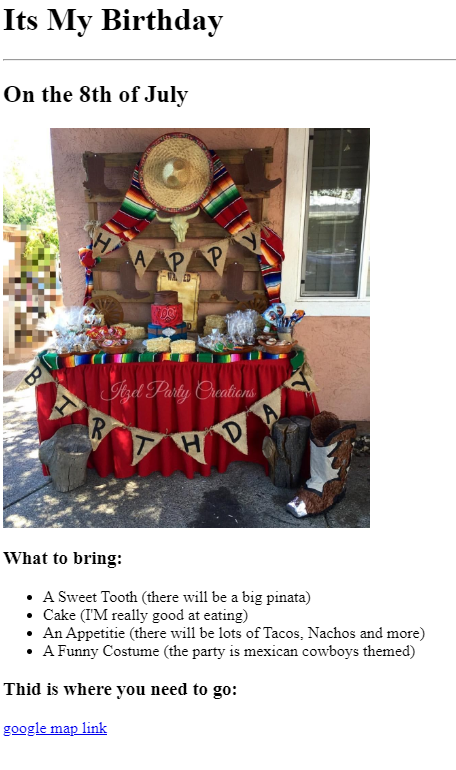 Its My Birthday
On the 8th of July
HAPPY
WANTED
Itzel Party Creations
BIRTHDAY
What to bring:
A Sweet Tooth (there will be a big pinata)
Cake (I'M really good at eating)
An Appetitie (there will be lots of Tacos, Nachos and more)
A Funny Costume (the party is mexican cowboys themed)
Thid is where you need to go:
google map link